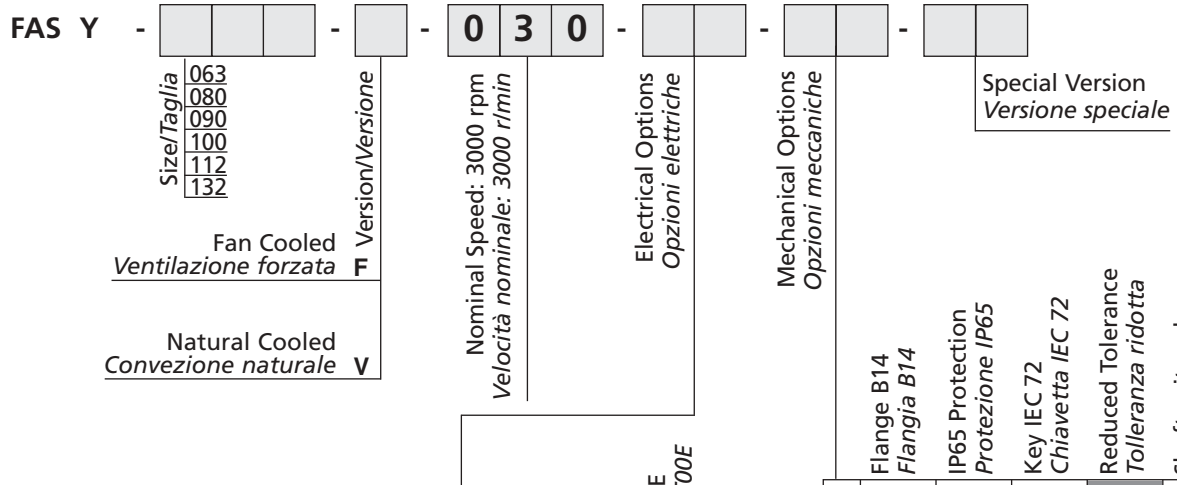 FAS Y - - - 0 3 0 - - -
Size/Taglia
063
080
090
100
112
132
Version/Versione
Fan Cooled
Ventilazione forzata F
Natural Cooled
Convezione naturale V
Nominal Speed: 3000 rpm
Velocità nominale: 3000 r/min
Electrical Options
Opzioni elettriche
Mechanical Options
Opzioni meccaniche
Special Version
Versione speciale
Flange B14
Flangia B14
IP65 Protection
Protezione IP65
Key IEC 72
Chiavetta IEC 72
Reduced Tolerance
Tolleranza ridotta